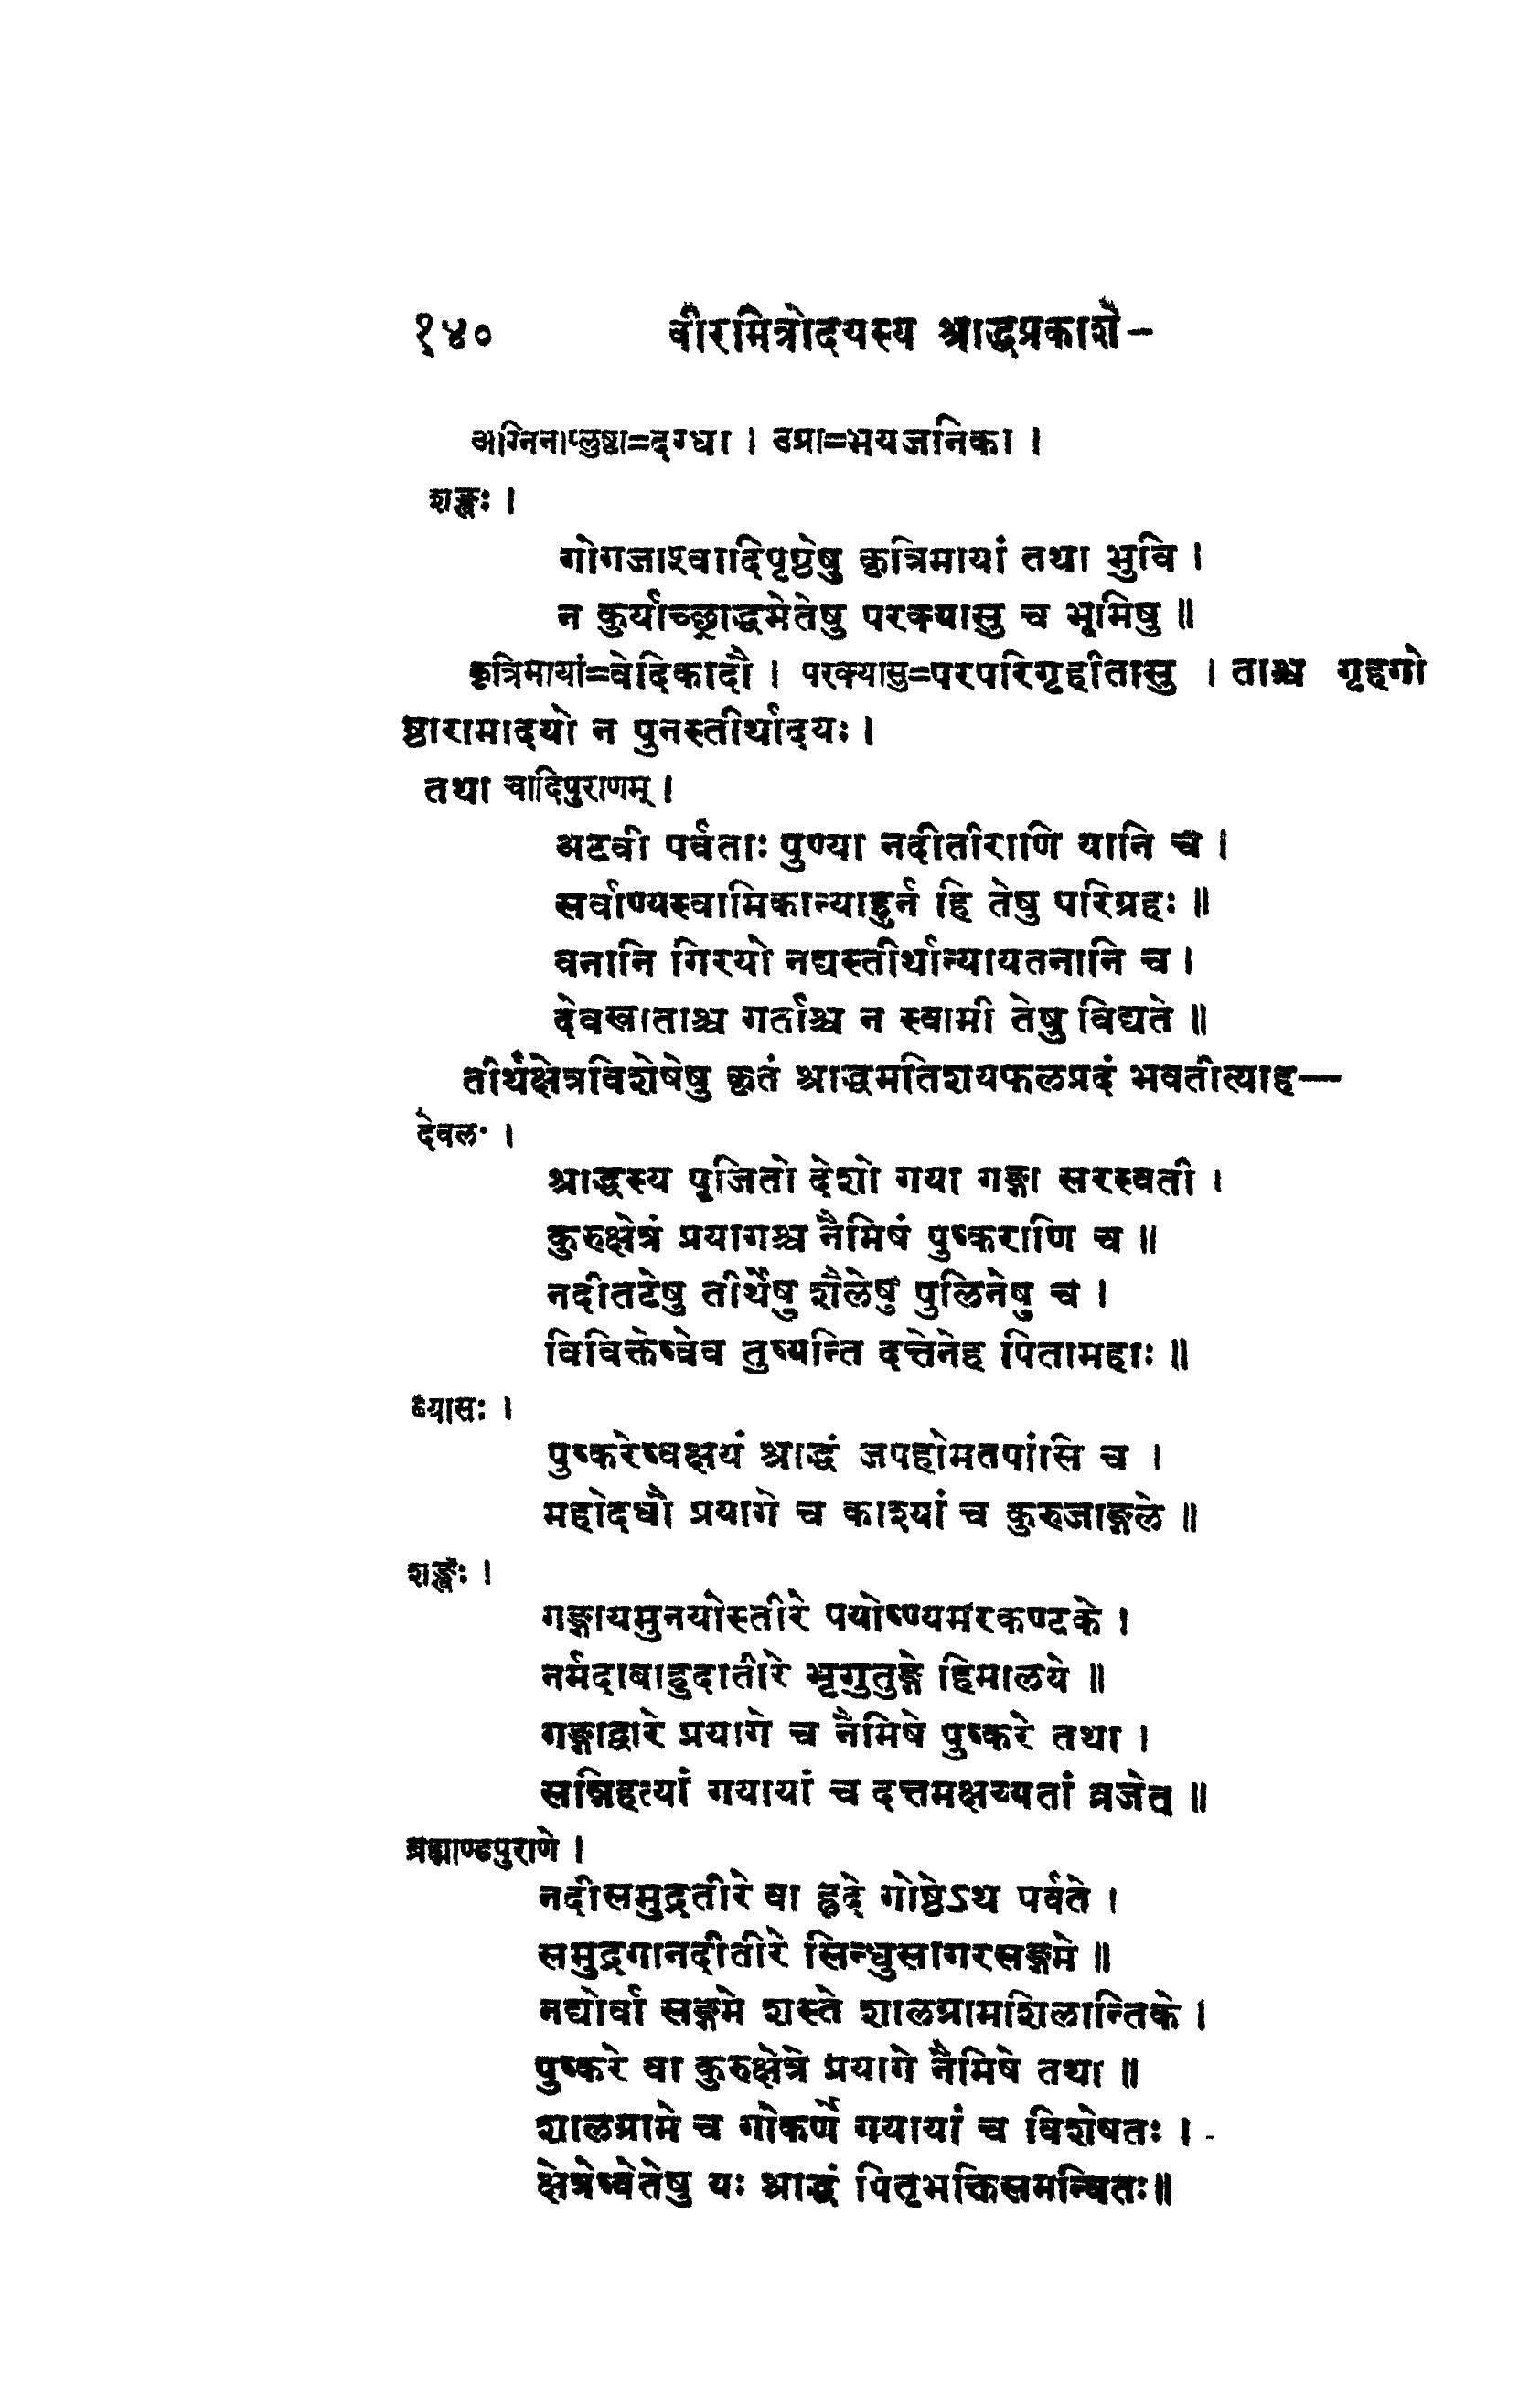 १४० वीरमित्रोदयस्य श्राद्धप्रकाशे-
अग्निनाप्लुष्टा=दग्धा । उग्रा=भयजनिका ।
शङ्खः ।
गोगजाश्वादिपृष्ठेषु कृत्रिमायां तथा भुवि ।
न कुर्याच्छ्राद्धमेतेषु परक्यासु च भूमिषु ॥
कृत्रिमायां=वेदिकादौ । परक्यासु=परपरिगृहीतासु । ताश्च गृहगो
ष्ठारामादयो न पुनस्तीर्थादयः ।
तथा चादिपुराणम् ।
अटवी पर्वताः पुण्या नदीतीराणि यानि च ।
सर्वाण्यस्वामिकान्याहुर्न हि तेषु परिग्रहः ॥
वनानि गिरयो नद्यस्तीर्थान्यायतनानि च ।
देवखाताश्च गर्ताश्च न स्वामी तेषु विद्यते ॥
तीर्थक्षेत्रविशेषेषु कृतं श्राद्धमतिशयफलप्रदं भवतीत्याह—
देवलः ।
श्राद्धस्य पूजितो देशो गया गङ्गा सरस्वती ।
कुरुक्षेत्रं प्रयागश्च नैमिषं पुष्कराणि च ॥
नदीतटेषु तीर्थेषु शैलेषु पुलिनेषु च ।
विविक्तेष्वेव तुष्यन्ति दत्तेनेह पितामहाः ॥
व्यासः ।
पुष्करेष्वक्षयं श्राद्धं जपहोमतपांसि च ।
महोदधौ प्रयागे च काश्यां च कुरुजाङ्गले ॥
शङ्खः ।
गङ्गायमुनयोस्तीरे पयोष्ण्यमरकण्टके ।
नर्मदाबाहुदातीरे भृगुतुङ्गे हिमालये ॥
गङ्गाद्वारे प्रयागे च नैमिषे पुष्करे तथा ।
सन्निहत्यां गयायां च दत्तमक्षय्यतां व्रजेत् ॥
ब्रह्माण्डपुराणे ।
नदीसमुद्रतीरे वा ह्रदे गोष्ठेऽथ पर्वते ।
समुद्रगानदीतीरे सिन्धुसागरसङ्गमे ॥
नद्योर्वा सङ्गमे शस्ते शालग्रामशिलान्तिके ।
पुष्करे वा कुरुक्षेत्रे प्रयागे नैमिषे तथा ॥
शालग्रामे च गोकर्णे गयायां च विशेषतः ।
क्षेत्रेष्वेतेषु यः श्राद्धं पितृभक्तिसमन्वितः॥